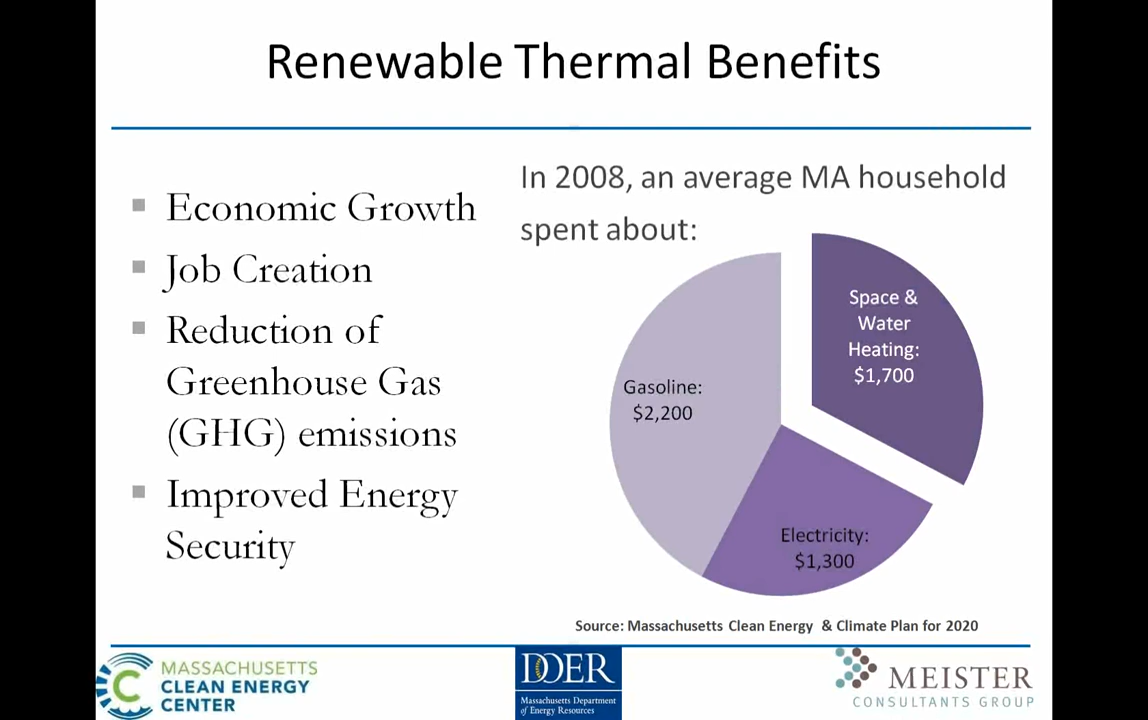 Renewable Thermal Benefits
Economic Growth
Job Creation
Reduction of
Greenhouse Gas
(GHG) emissions
Improved Energy
Security
In 2008, an average MA household
spent about:
Space &
Water
Heating:
$1,700
Gasoline:
$2,200
Electricity:
$1,300
Source: Massachusetts Clean Energy & Climate Plan for 2020
MASSACHUSETTS
CLEAN ENERGY
CENTER
DOER
Massachusetts Department
of Energy Resources
MEISTER
CONSULTANTS GROUP